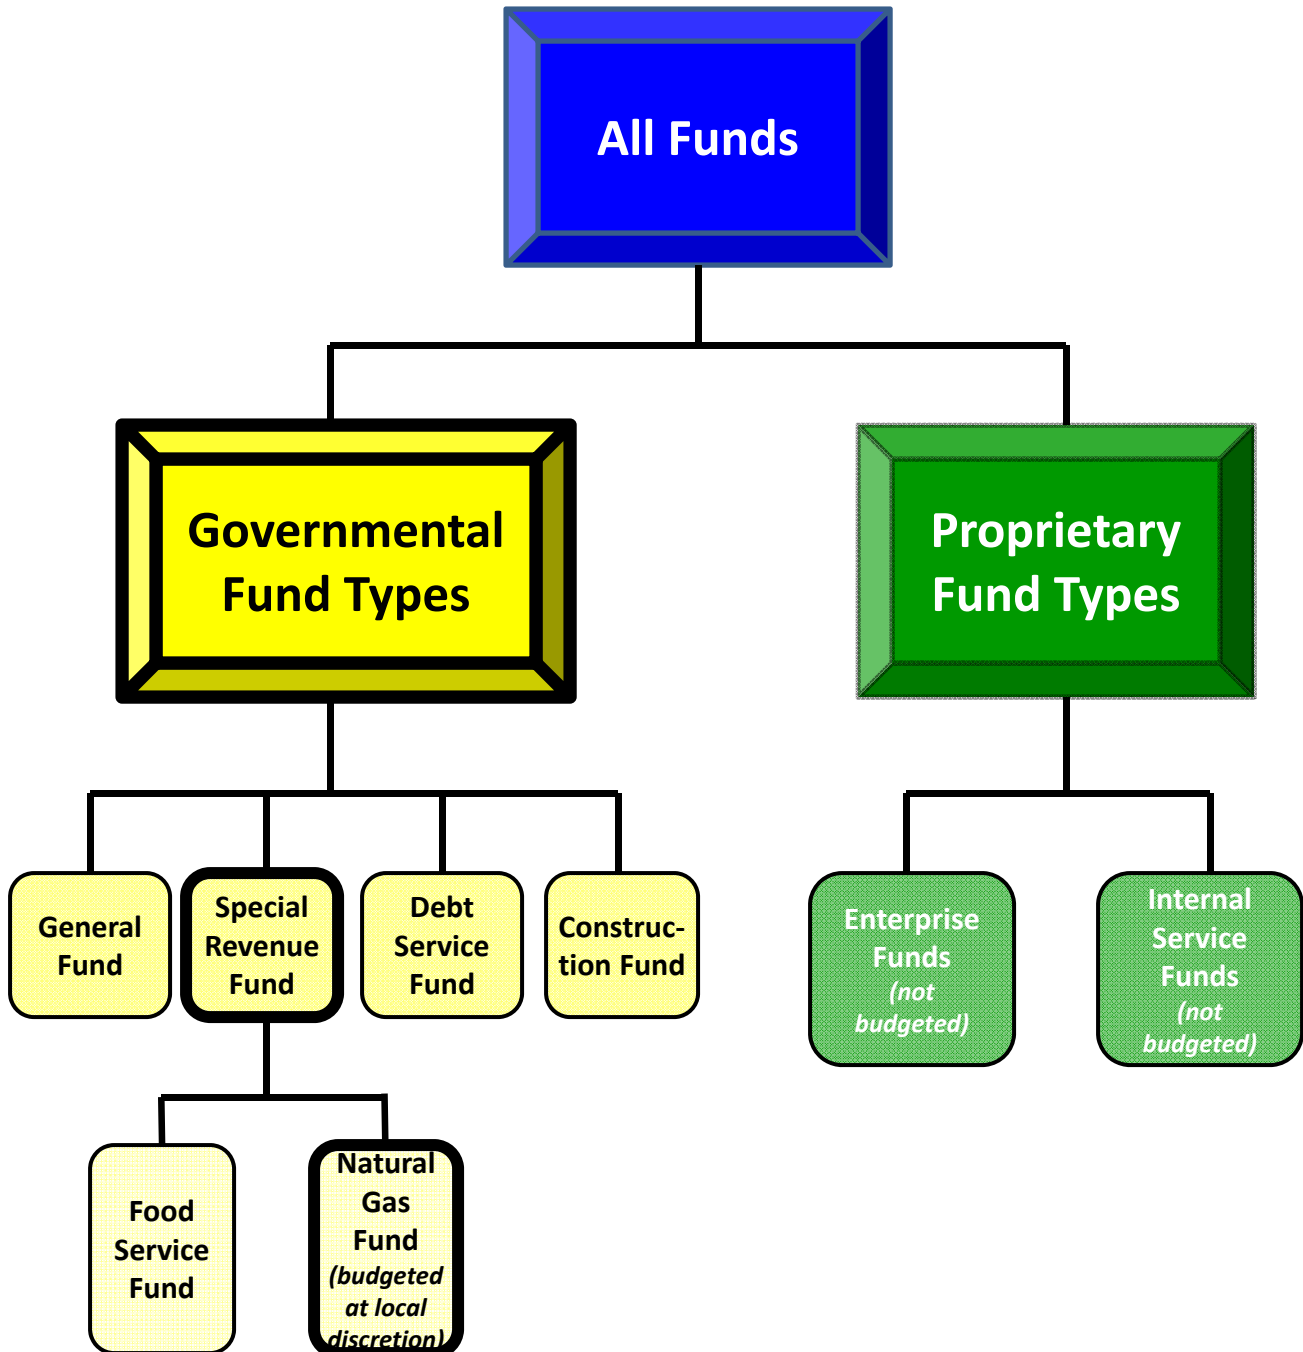 All Funds
Governmental
Fund Types
Proprietary
Fund Types
General
Fund
Special
Revenue
Fund
Debt
Service
Fund
Construc-
tion Fund
Enterprise
Funds
(not
budgeted)
Internal
Service
Funds
(not
budgeted)
Food
Service
Fund
Natural
Gas
Fund
(budgeted
at local
discretion)